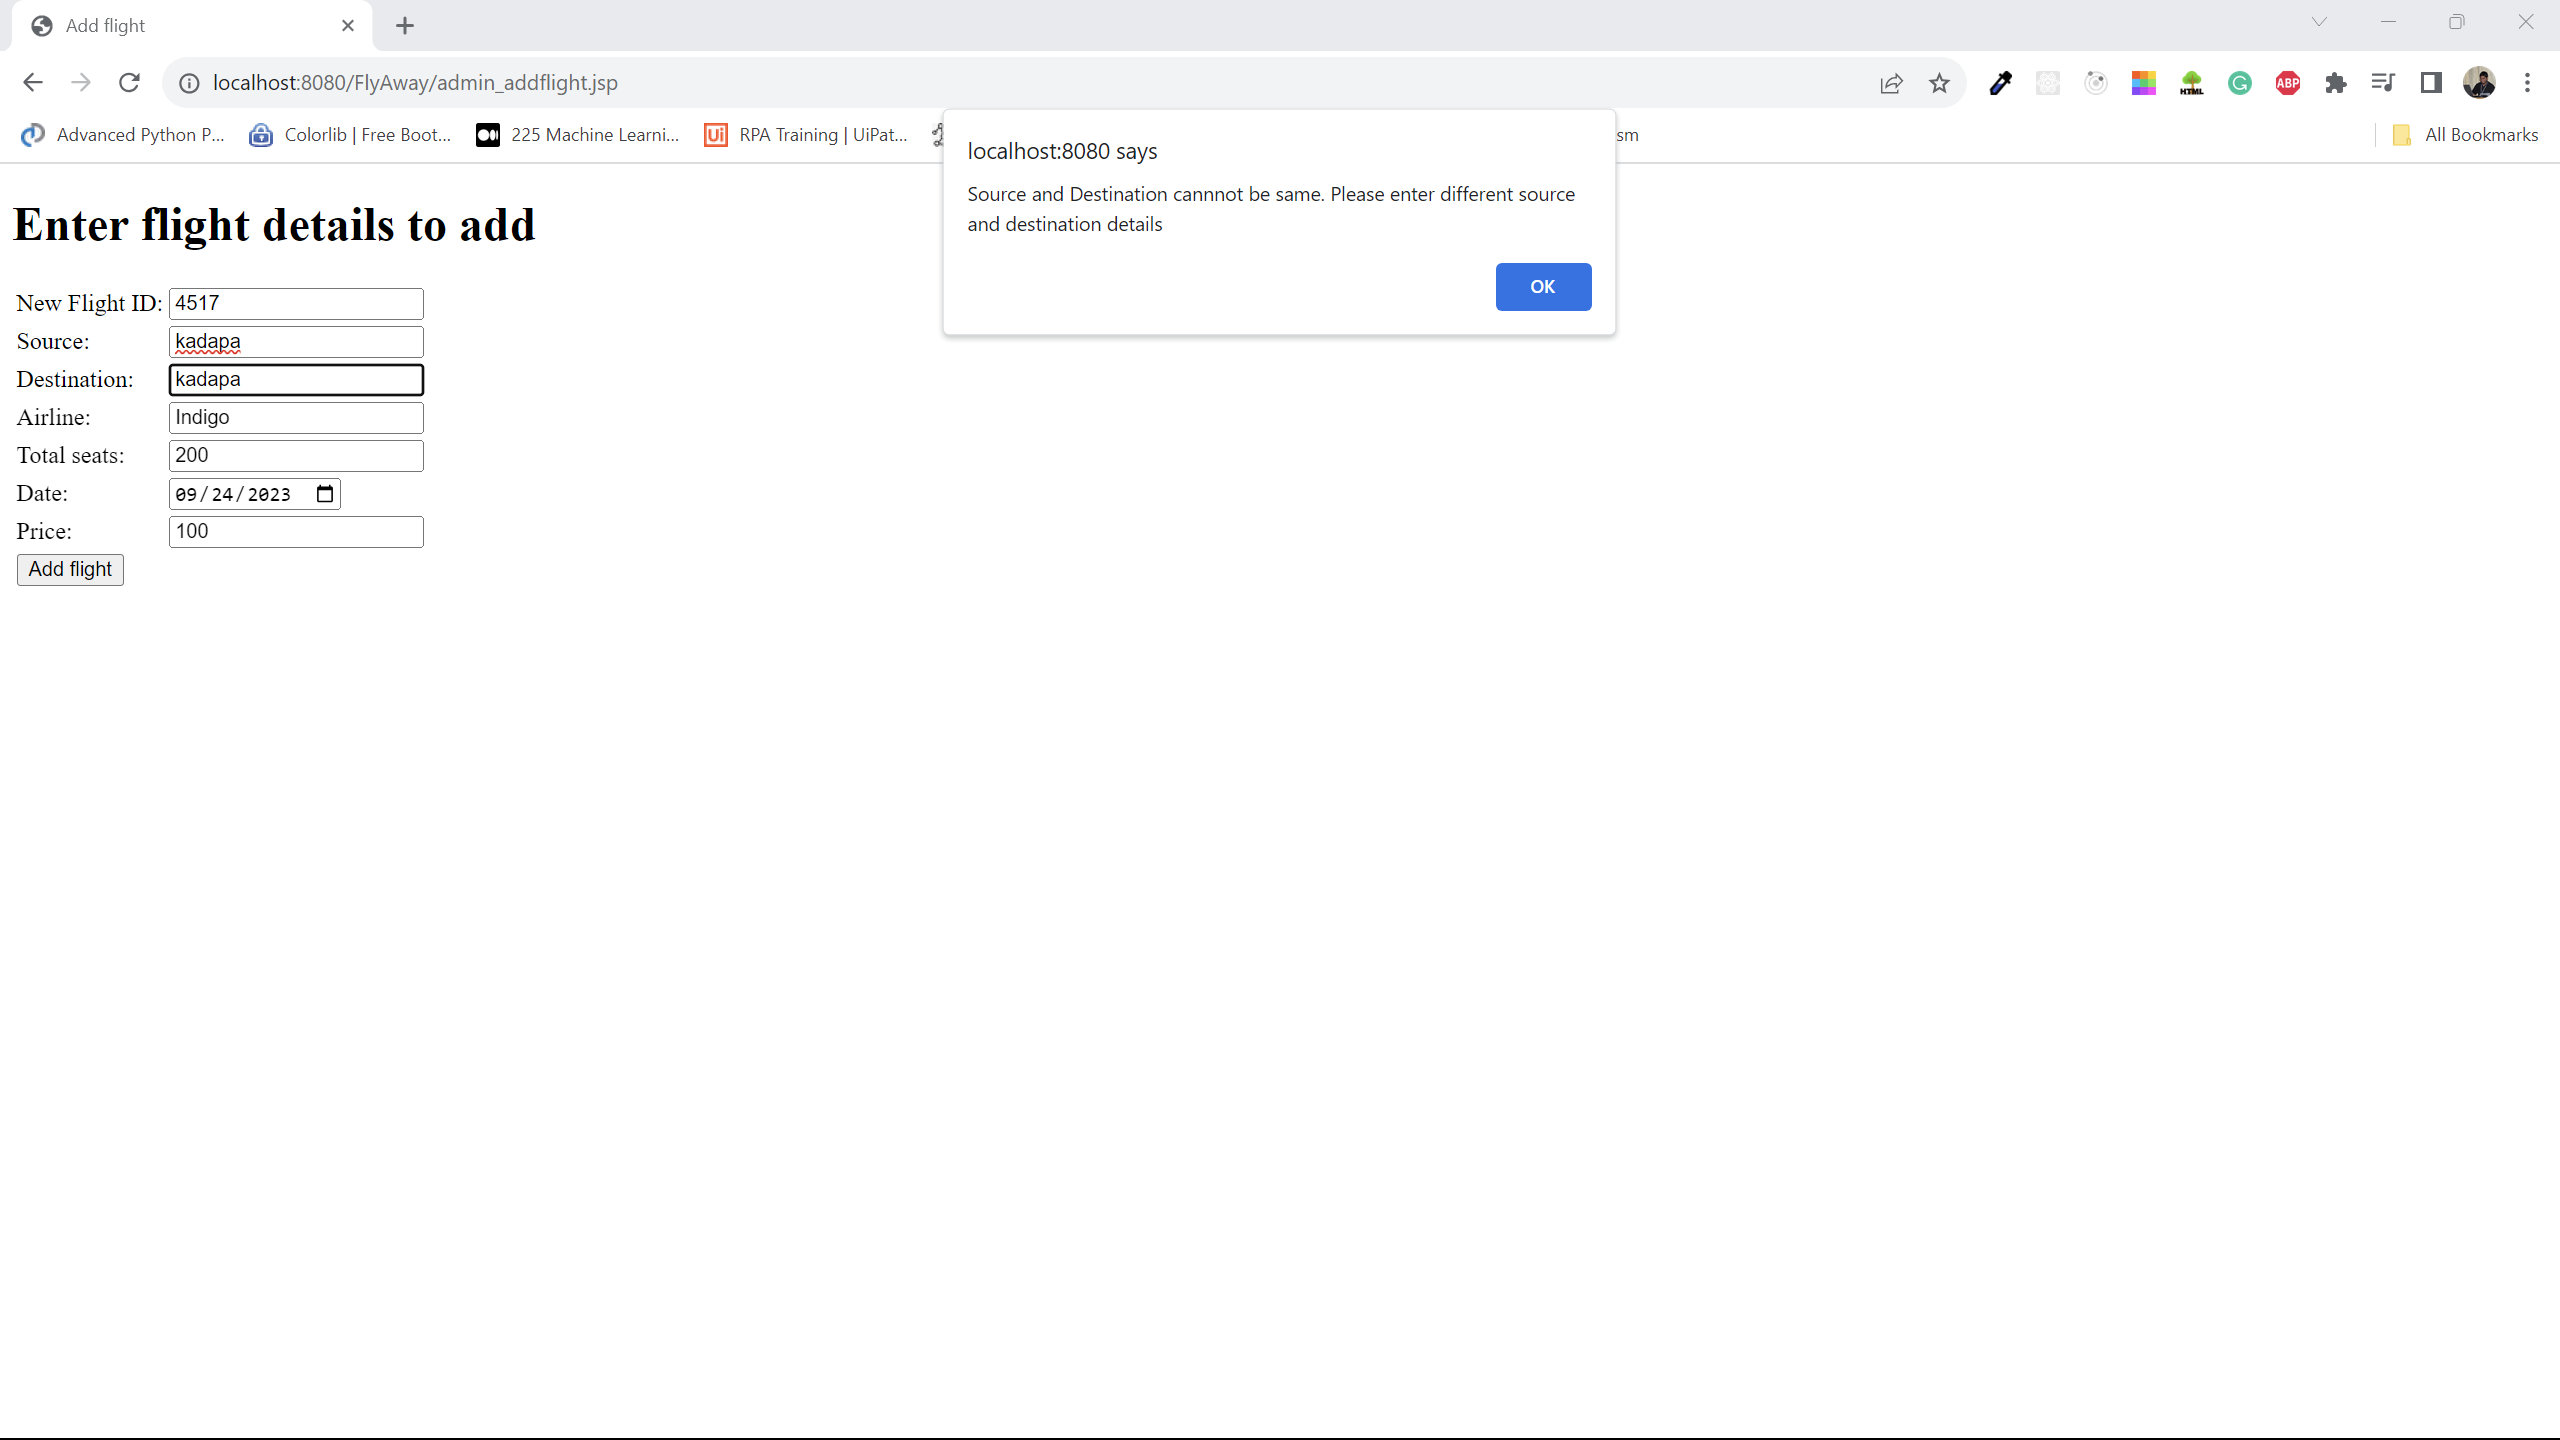 Add flight
localhost:8080/FlyAway/admin_addflight.jsp
HTML
ABP
Advanced Python P...
Colorlib | Free Boot...
225 Machine Learni...
Ui
RPA Training | UiPat...
sm
All Bookmarks
localhost:8080 says
Source and Destination cannnot be same. Please enter different source
and destination details
OK
Enter flight details to add
New Flight ID: 4517
Source: kadapa
Destination: kadapa
Airline: Indigo
Total seats: 200
Date: 09/24/2023
Price: 100
Add flight